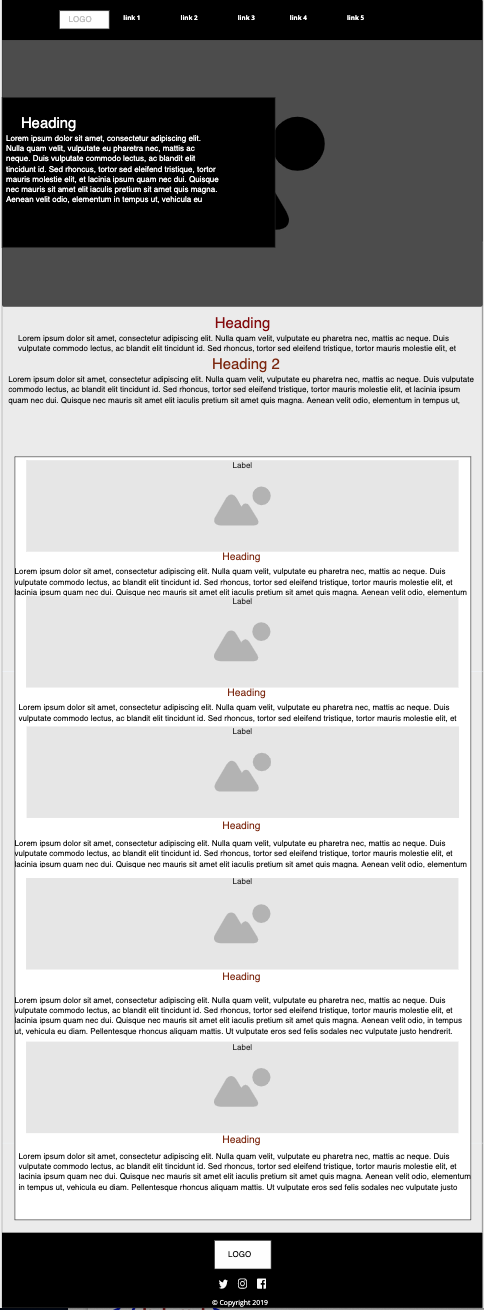 LOGO link 1 link 2 link 3 link 4 link 5
Heading
Lorem ipsum dolor sit amet, consectetur adipiscing elit.
Nulla quam velit, vulputate eu pharetra nec, mattis ac
neque. Duis vulputate commodo lectus, ac blandit elit
tincidunt id. Sed rhoncus, tortor sed eleifend tristique,
tortor mauris molestie elit, et lacinia ipsum quam nec dui. Quisque
nec mauris sit amet elit iaculis pretium sit amet quis magna.
Aenean velit odio, elementum in tempus ut, vehicula eu
Heading
Lorem ipsum dolor sit amet, consectetur adipiscing elit. Nulla quam velit, vulputate eu pharetra nec, mattis ac neque. Duis
vulputate commodo lectus, ac blandit elit tincidunt id. Sed rhoncus, tortor sed eleifend tristique, tortor mauris molestie elit, et
Heading 2
Lorem ipsum dolor sit amet, consectetur adipiscing elit. Nulla quam velit, vulputate eu pharetra nec, mattis ac neque. Duis vulputate
commodo lectus, ac blandit elit tincidunt id. Sed rhoncus, tortor sed eleifend tristique, tortor mauris molestie elit, et lacinia ipsum
quam nec dui. Quisque nec mauris sit amet elit iaculis pretium sit amet quis magna. Aenean velit odio, elementum in tempus ut,
Label
Heading
Lorem ipsum dolor sit amet, consectetur adipiscing elit. Nulla quam velit, vulputate eu pharetra nec, mattis ac neque. Duis
vulputate commodo lectus, ac blandit elit tincidunt id. Sed rhoncus, tortor sed eleifend tristique, tortor mauris molestie elit, et
lacinia ipsum quam nec dui. Quisque nec mauris sit amet elit iaculis pretium sit amet quis magna. Aenean velit odio, elementum
Label
Heading
Lorem ipsum dolor sit amet, consectetur adipiscing elit. Nulla quam velit, vulputate eu pharetra nec, mattis ac neque. Duis
vulputate commodo lectus, ac blandit elit tincidunt id. Sed rhoncus, tortor sed eleifend tristique, tortor mauris molestie elit, et
Label
Heading
Lorem ipsum dolor sit amet, consectetur adipiscing elit. Nulla quam velit, vulputate eu pharetra nec, mattis ac neque. Duis
vulputate commodo lectus, ac blandit elit tincidunt id. Sed rhoncus, tortor sed eleifend tristique, tortor mauris molestie elit, et
lacinia ipsum quam nec dui. Quisque nec mauris sit amet elit iaculis pretium sit amet quis magna. Aenean velit odio, elementum
Label
Heading
Lorem ipsum dolor sit amet, consectetur adipiscing elit. Nulla quam velit, vulputate eu pharetra nec, mattis ac neque. Duis
vulputate commodo lectus, ac blandit elit tincidunt id. Sed rhoncus, tortor sed eleifend tristique, tortor mauris molestie elit, et
lacinia ipsum quam nec dui. Quisque nec mauris sit amet elit iaculis pretium sit amet quis magna. Aenean velit odio, in tempus
ut, vehicula eu diam. Pellentesque rhoncus aliquam mattis. Ut vulputate eros sed felis sodales nec vulputate justo hendrerit.
Label
Heading
Lorem ipsum dolor sit amet, consectetur adipiscing elit. Nulla quam velit, vulputate eu pharetra nec, mattis ac neque. Duis
vulputate commodo lectus, ac blandit elit tincidunt id. Sed rhoncus, tortor sed eleifend tristique, tortor mauris molestie elit, et
lacinia ipsum quam nec dui. Quisque nec mauris sit amet elit iaculis pretium sit amet quis magna. Aenean velit odio, elementum
in tempus ut, vehicula eu diam. Pellentesque rhoncus aliquam mattis. Ut vulputate eros sed felis sodales nec vulputate justo
LOGO
© Copyright 2019